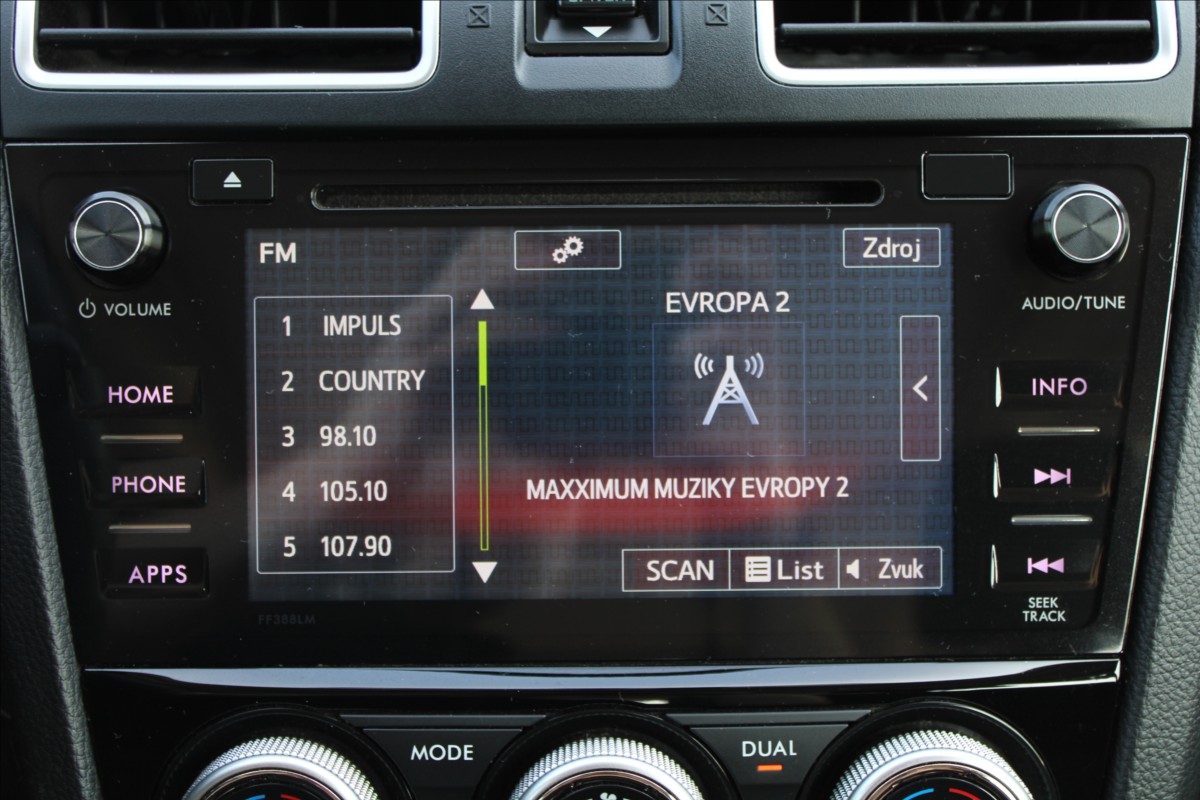 FM
Zdroj
VOLUME
AUDIO/TUNE
EVROPA 2
1 IMPULS
2 COUNTRY
3 98.10
4 105.10
5 107.90
MAXXIMUM MUZIKY EVROPY 2
SCAN
List
Zvuk
HOME
PHONE
APPS
INFO
SEEK
TRACK
FF388LM
MODE
DUAL